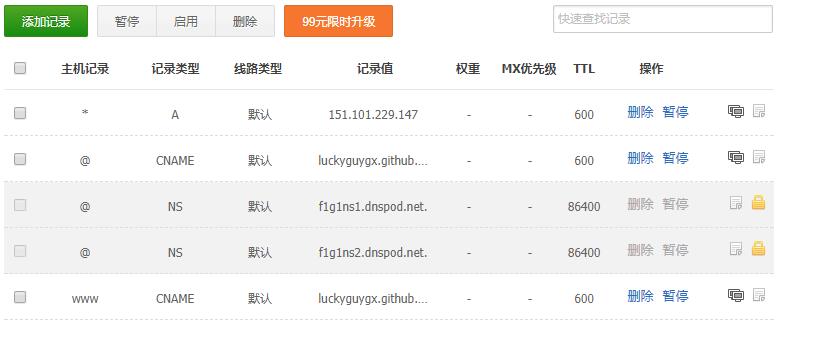 添加记录 暂停 启用 删除 99元限时升级 快速查找记录
主机记录 记录类型 线路类型 记录值 权重 MX优先级 TTL 操作
* A 默认 151.101.229.147 - - 600 删除 暂停
@ CNAME 默认 luckyguygx.github.... - - 600 删除 暂停
@ NS 默认 f1g1ns1.dnspod.net. - - 86400 删除 暂停
@ NS 默认 f1g1ns2.dnspod.net. - - 86400 删除 暂停
www CNAME 默认 luckyguygx.github.... - - 600 删除 暂停